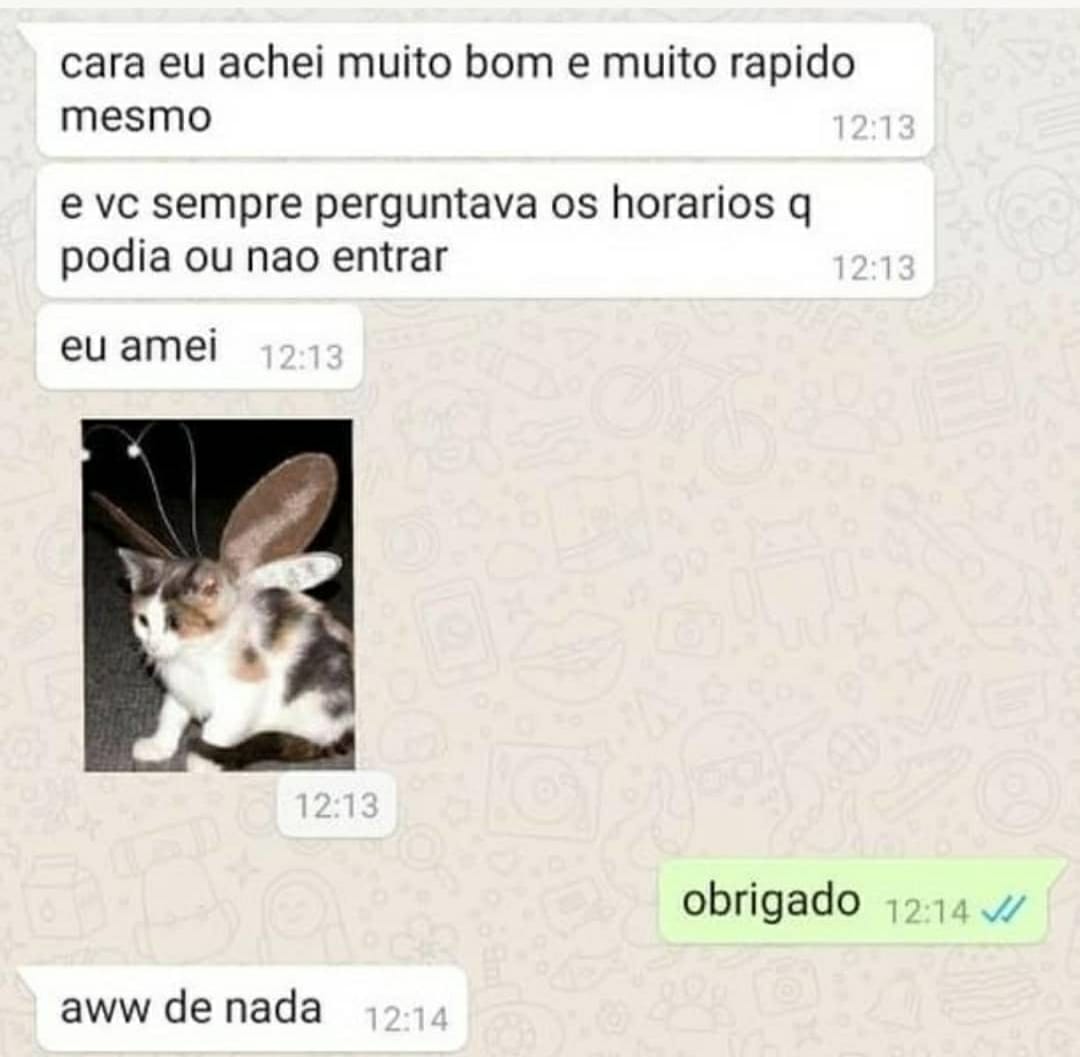 cara eu achei muito bom e muito rapido
mesmo
12:13
e vc sempre perguntava os horarios q
podia ou nao entrar
12:13
eu amei 12:13
12:13
obrigado 12:14
aww de nada 12:14